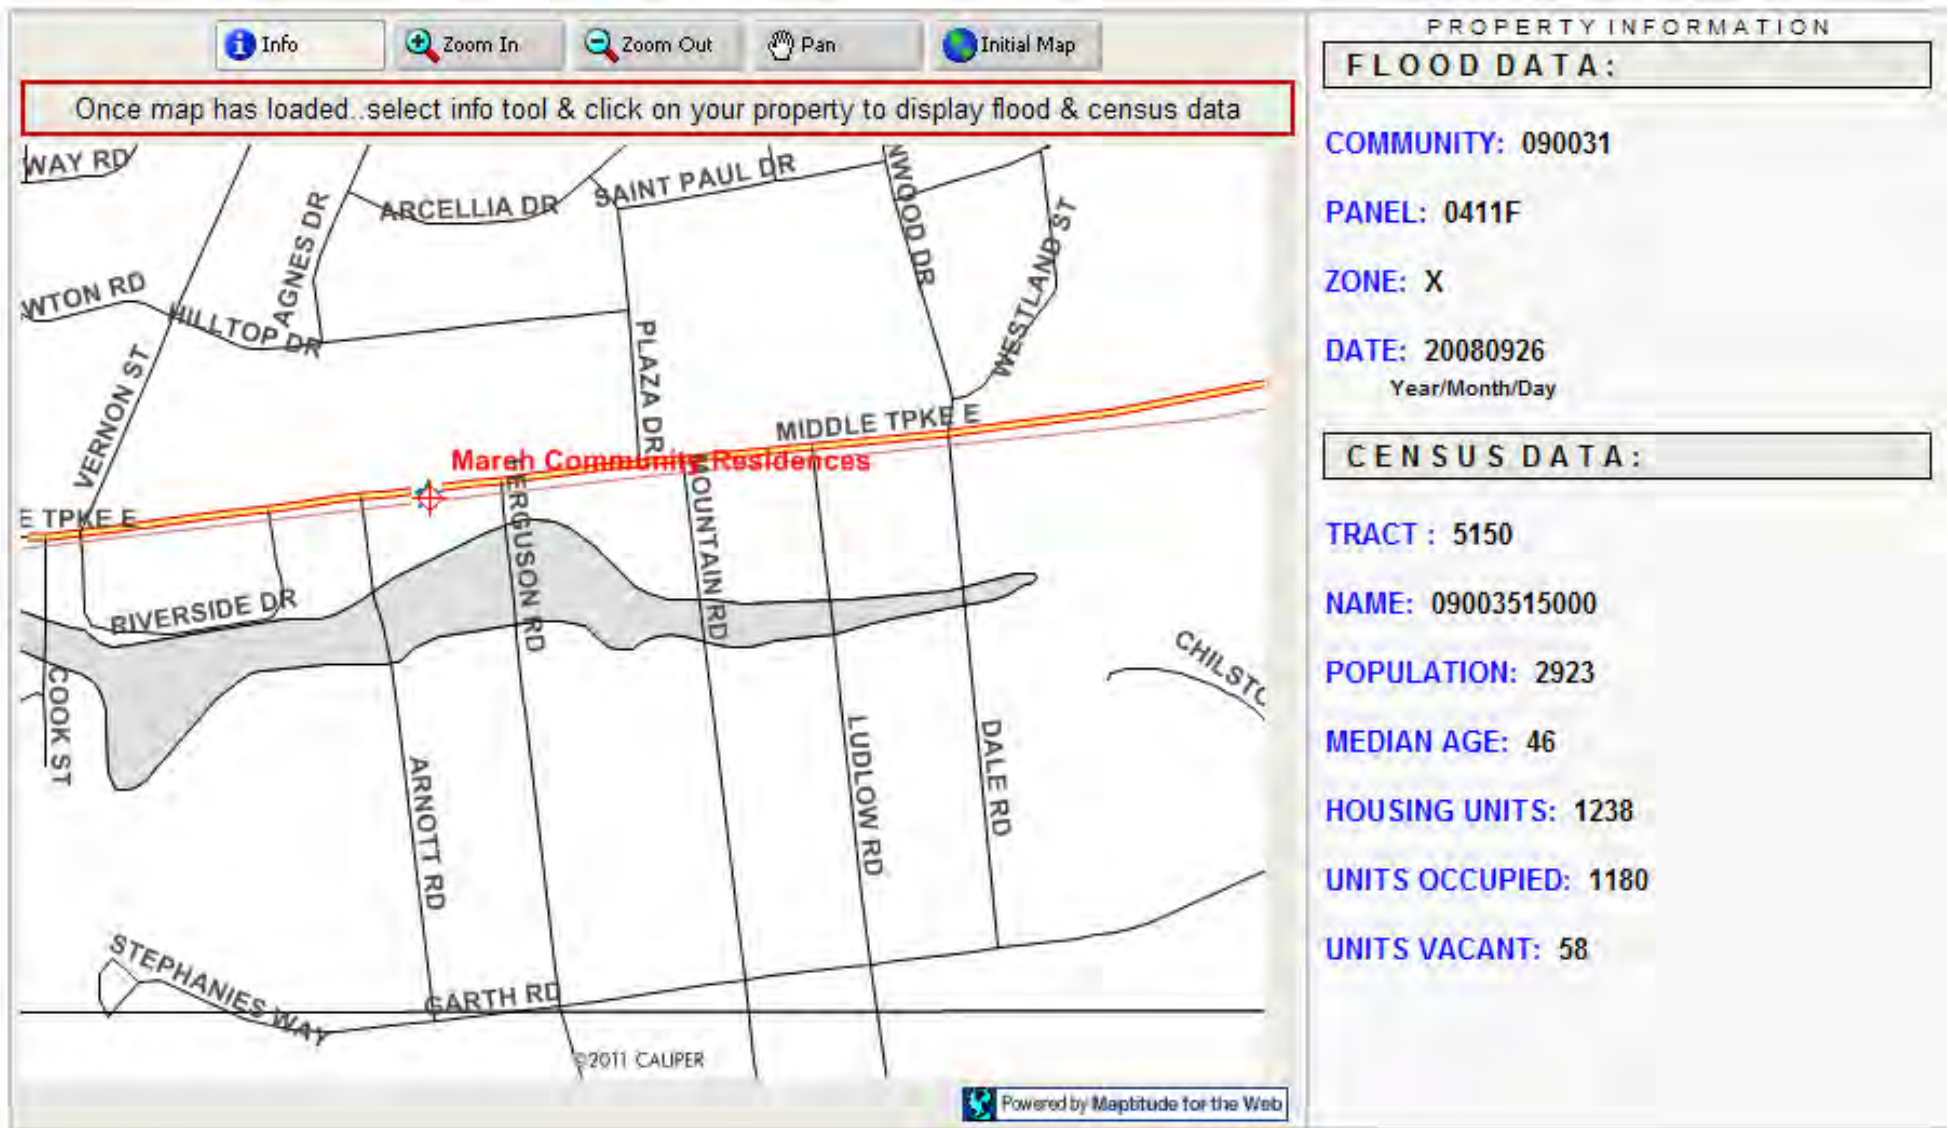 Info
Zoom In
Zoom Out
Pan
Initial Map
Once map has loaded..select info tool & click on your property to display flood & census data
WAY RD
ARCELLIA DR
SAINT PAUL DR
NWOOD DR
WESTLAND ST
AGNES DR
WTON RD
HILLTOP DR
PLAZA DR
VERNON ST
MIDDLE TPKE E
Marsh Community Residences
E TPKE E
FERGUSON RD
MOUNTAIN RD
RIVERSIDE DR
COOK ST
CHILSTO
ARNOTT RD
LUDLOW RD
DALE RD
STEPHANIES WAY
GARTH RD
©2011 CALIPER
Powered by Maptitude for the Web
PROPERTY INFORMATION
FLOOD DATA:
COMMUNITY: 090031
PANEL: 0411F
ZONE: X
DATE: 20080926
Year/Month/Day
CENSUS DATA:
TRACT : 5150
NAME: 09003515000
POPULATION: 2923
MEDIAN AGE: 46
HOUSING UNITS: 1238
UNITS OCCUPIED: 1180
UNITS VACANT: 58